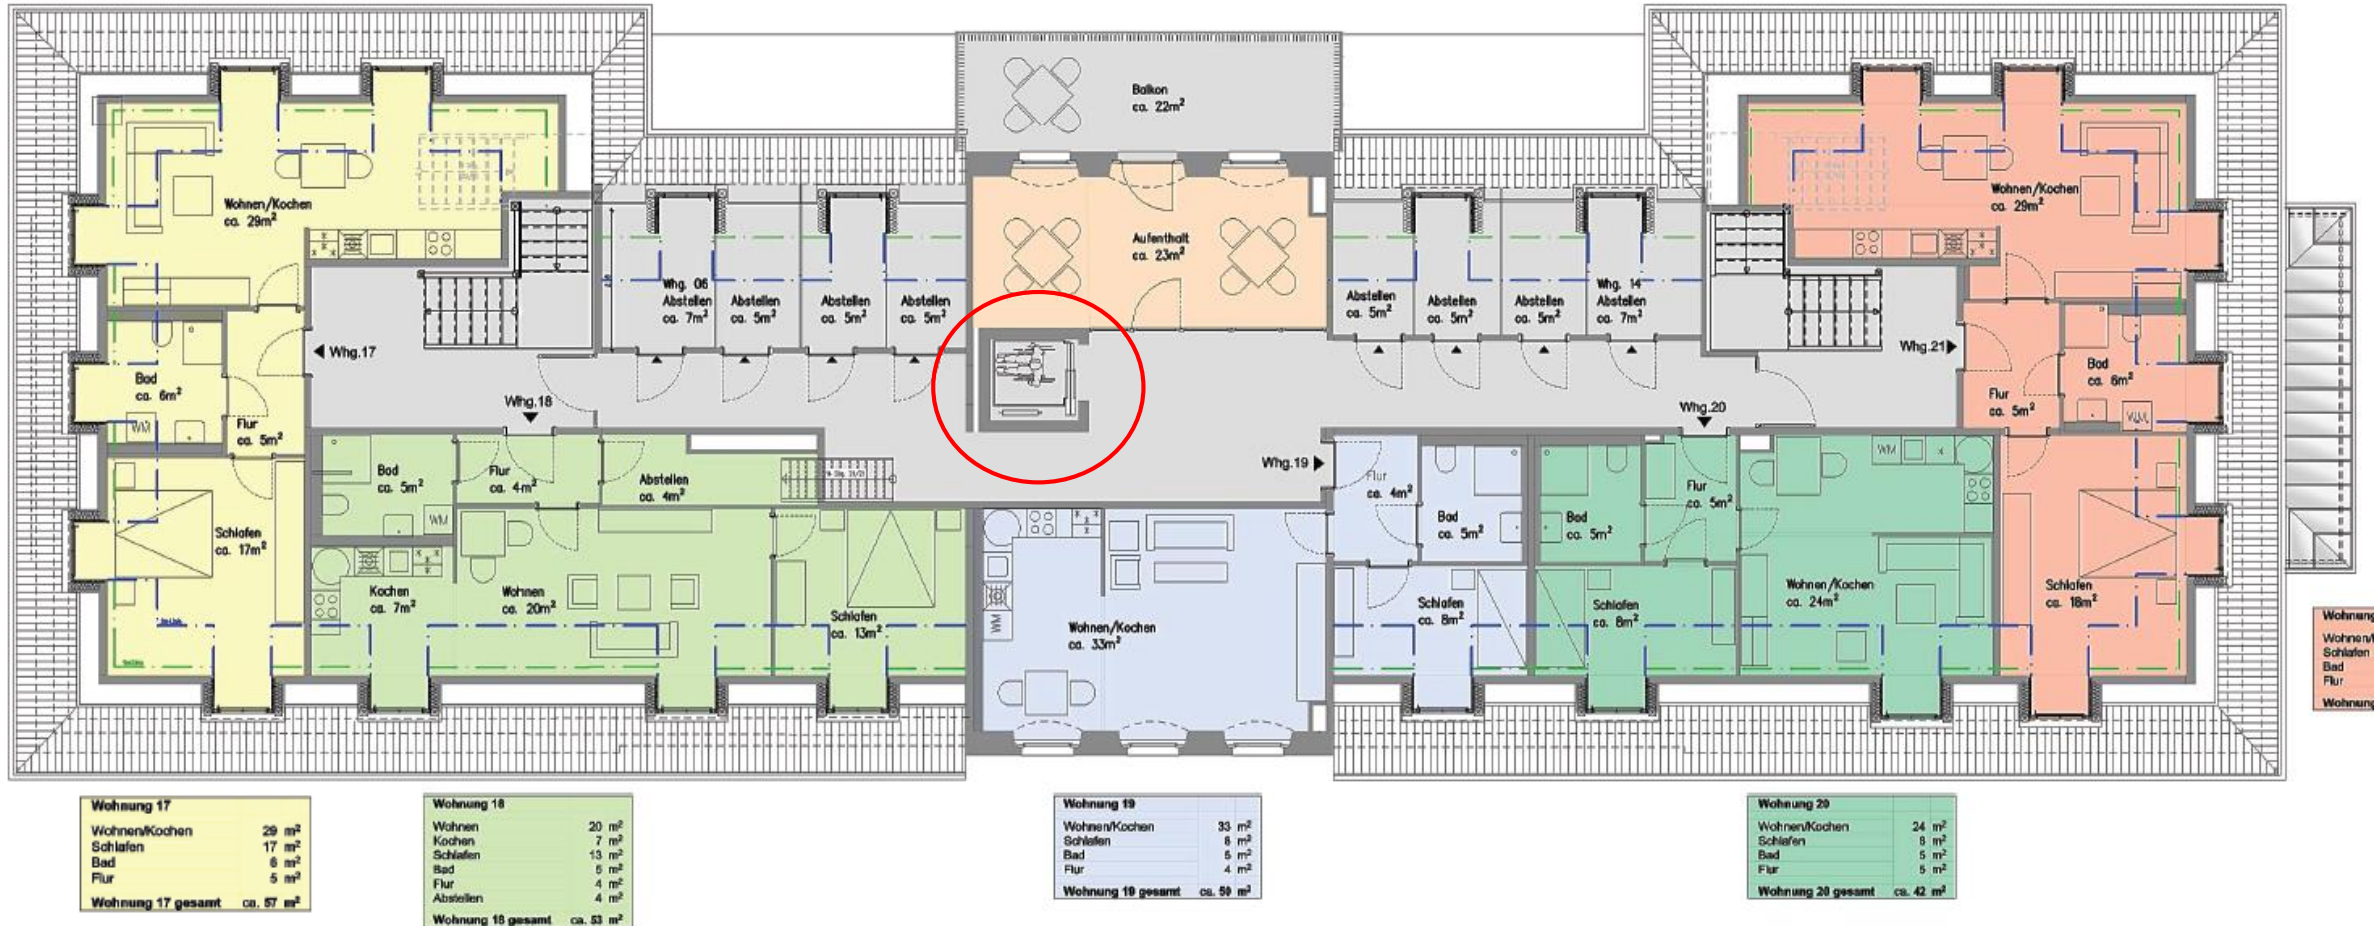 Balkon
ca. 22m²
Wohnen/Kochen
ca. 29m²
Whg. 06
Abstellen
ca. 7m²
Abstellen
ca. 5m²
Abstellen
ca. 5m²
Abstellen
ca. 5m²
Aufenthalt
ca. 23m²
Abstellen
ca. 5m²
Abstellen
ca. 5m²
Abstellen
ca. 5m²
Whg. 14
Abstellen
ca. 7m²
Wohnen/Kochen
ca. 29m²
Whg.17
Whg.21
Bad
ca. 6m²
WM
Flur
ca. 5m²
Whg.18
Whg.20
Flur
ca. 5m²
Bad
ca. 6m²
WM
Bad
ca. 5m²
WM
Flur
ca. 4m²
Abstellen
ca. 4m²
Whg.19
Flur
ca. 4m²
Bad
ca. 5m²
Bad
ca. 5m²
Flur
ca. 5m²
WM
Schlafen
ca. 17m²
Kochen
ca. 7m²
Wohnen
ca. 20m²
Schlafen
ca. 13m²
WM
Wohnen/Kochen
ca. 33m²
Schlafen
ca. 8m²
Schlafen
ca. 8m²
Wohnen/Kochen
ca. 24m²
Schlafen
ca. 18m²
Wohnung 17
Wohnen/Kochen 29 m²
Schlafen 17 m²
Bad 6 m²
Flur 5 m²
Wohnung 17 gesamt ca. 57 m²
Wohnung 18
Wohnen 20 m²
Kochen 7 m²
Schlafen 13 m²
Bad 5 m²
Flur 4 m²
Abstellen 4 m²
Wohnung 18 gesamt ca. 53 m²
Wohnung 19
Wohnen/Kochen 33 m²
Schlafen 8 m²
Bad 5 m²
Flur 4 m²
Wohnung 19 gesamt ca. 50 m²
Wohnung 20
Wohnen/Kochen 24 m²
Schlafen 8 m²
Bad 5 m²
Flur 5 m²
Wohnung 20 gesamt ca. 42 m²
Wohnung
Wohnen/
Schlafen
Bad
Flur
Wohnung